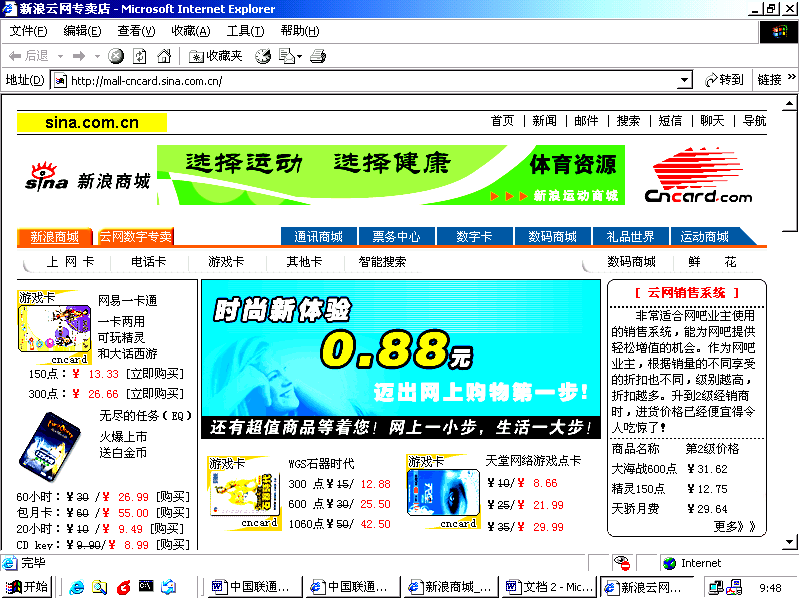 新浪云网专卖店 - Microsoft Internet Explorer
文件(F) 编辑(E) 查看(V) 收藏(A) 工具(T) 帮助(H)
后退 收藏夹
地址(D) http://mall-cncard.sina.com.cn/ 转到 链接 »
sina.com.cn 首页 | 新闻 | 邮件 | 搜索 | 短信 | 聊天 | 导航
sina 新浪商城 选择运动 选择健康 体育资源
新浪运动商城
Cncard.com
新浪商城 云网数字专卖 通讯商城 票务中心 数字卡 数码商城 礼品世界 运动商城
上网卡 电话卡 游戏卡 其他卡 智能搜索 数码商城 鲜花
游戏卡
网易一卡通
一卡两用
可玩精灵
和大话西游
cncard
150点：¥ 13.33 [立即购买]
300点：¥ 26.66 [立即购买]
无尽的任务(EQ)
火爆上市
送白金币
60小时：¥30 /¥ 26.99 [购买]
包月卡：¥60 /¥ 55.00 [购买]
20小时：¥10 /¥ 9.49 [购买]
CD key：¥9.90/¥ 8.99 [购买]
时尚新体验
0.88元
迈出网上购物第一步!
还有超值商品等着您! 网上一小步，生活一大步!
游戏卡
cncard
WGS石器时代
300 点¥15/ 12.88
600 点¥30/ 25.50
1060点¥50/ 42.50
游戏卡
cncard
天堂网络游戏点卡
¥10/¥ 8.66
¥25/¥ 21.99
¥35/¥ 29.99
[ 云网销售系统 ]
非常适合网吧业主使用
的销售系统，能为网吧提供
轻松增值的机会。作为网吧
业主，根据销量的不同享受
的折扣也不同，级别越高，
折扣越多。升到2级经销商
时，进货价格已经便宜得令
人吃惊了！
商品名称 第2级价格
大海战600点 ¥31.62
精灵150点 ¥12.75
天骄月费 ¥29.64
更多》》
完毕 Internet
开始 中国联通... 中国联通... 新浪商城_... 文档 2 - Mic... 新浪云网... 9:48